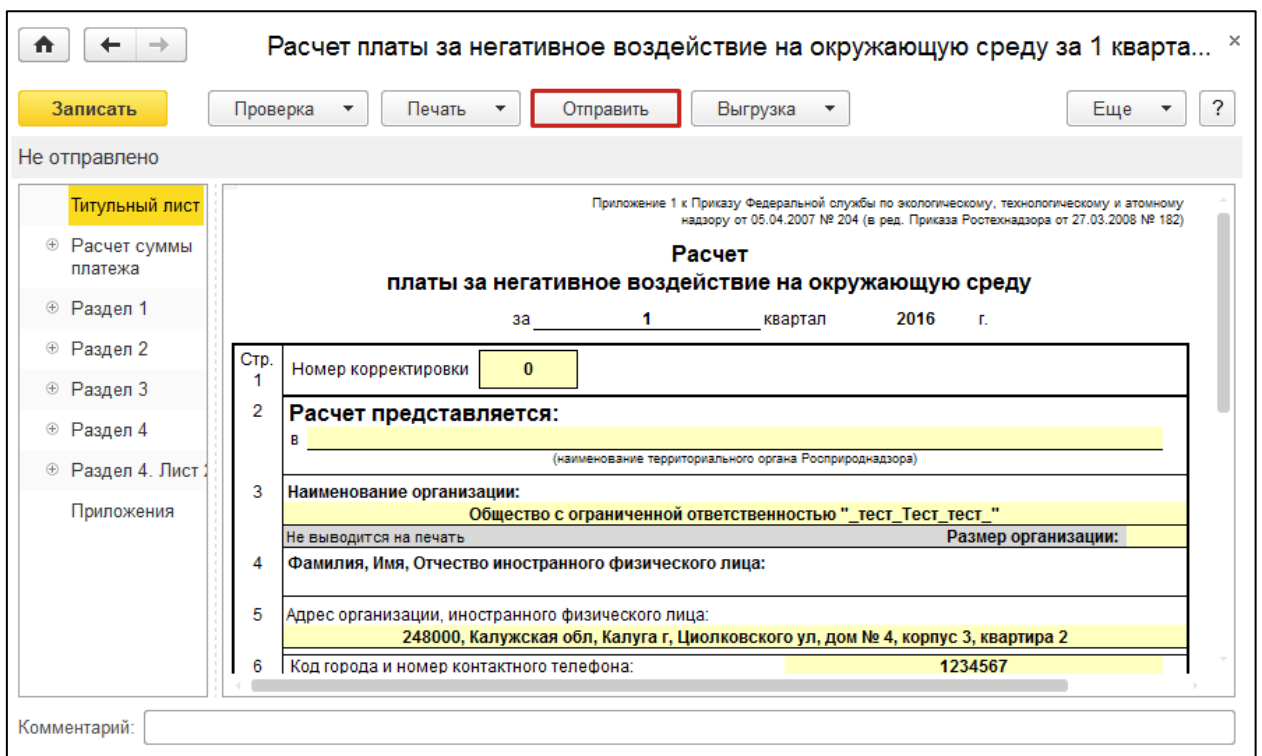 Расчет платы за негативное воздействие на окружающую среду за 1 кварта... ×
Записать Проверка Печать Отправить Выгрузка Еще ?
Не отправлено
Титульный лист
Расчет суммы
платежа
Раздел 1
Раздел 2
Раздел 3
Раздел 4
Раздел 4. Лист 2
Приложения
Приложение 1 к Приказу Федеральной службы по экологическому, технологическому и атомному
надзору от 05.04.2007 № 204 (в ред. Приказа Ростехнадзора от 27.03.2008 № 182)
Расчет
платы за негативное воздействие на окружающую среду
за 1 квартал 2016 г.
Стр.
1 Номер корректировки 0
2 Расчет представляется:
в
(наименование территориального органа Росприроднадзора)
3 Наименование организации:
Общество с ограниченной ответственностью "_тест_Тест_тест_"
Не выводится на печать Размер организации:
4 Фамилия, Имя, Отчество иностранного физического лица:
5 Адрес организации, иностранного физического лица:
248000, Калужская обл, Калуга г, Циолковского ул, дом № 4, корпус 3, квартира 2
6 Код города и номер контактного телефона: 1234567
Комментарий: